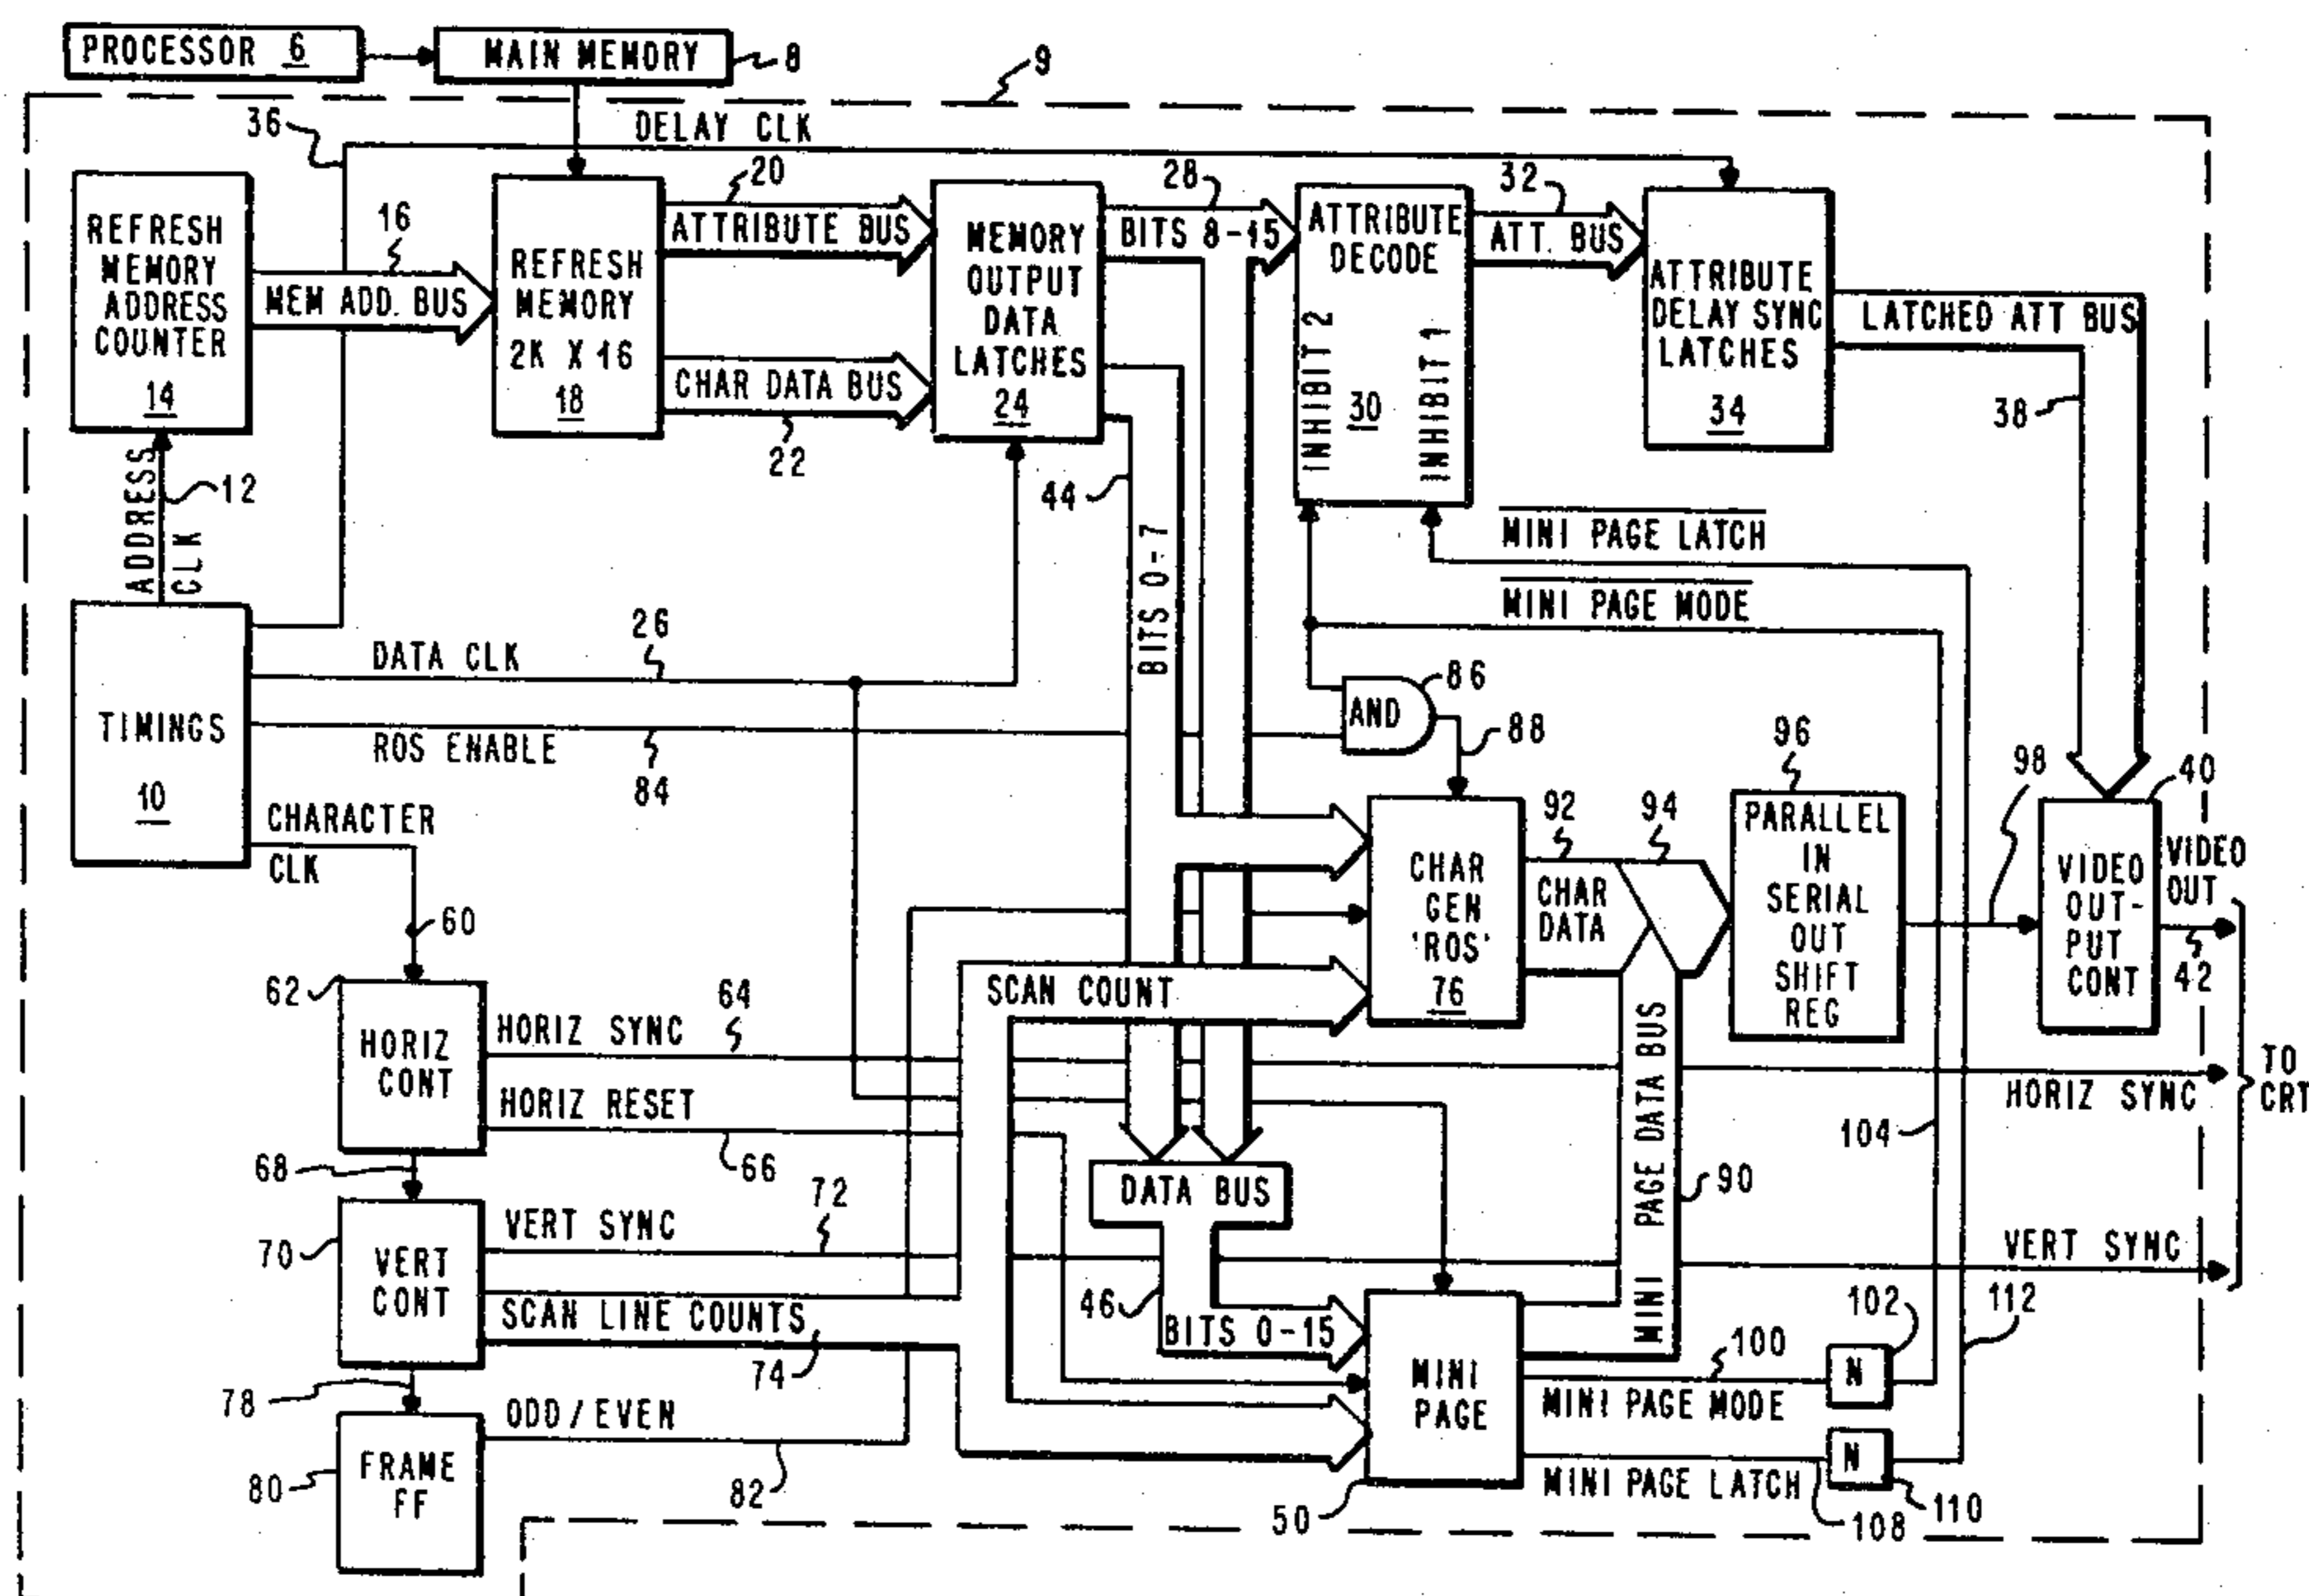 PROCESSOR 6
MAIN MEMORY
8
9
36
DELAY CLK
REFRESH
MEMORY
ADDRESS
COUNTER
14
16
MEM ADD. BUS
REFRESH
MEMORY
2K X 16
18
20
ATTRIBUTE BUS
CHAR DATA BUS
22
MEMORY
OUTPUT
DATA
LATCHES
24
28
BITS 8-15
ATTRIBUTE
DECODE
INHIBIT 2
30
INHIBIT 1
32
ATT. BUS
ATTRIBUTE
DELAY SYNC
LATCHES
34
LATCHED ATT BUS
38
ADDRESS
CLK
12
44
BITS 0-7
MINI PAGE LATCH
MINI PAGE MODE
TIMINGS
10
DATA CLK
26
ROS ENABLE
84
CHARACTER
CLK
60
AND
86
88
CHAR
GEN
'ROS'
76
92
CHAR
DATA
94
96
PARALLEL
IN
SERIAL
OUT
SHIFT
REG
98
40
VIDEO
OUT-
PUT
CONT
VIDEO
OUT
42
62
HORIZ
CONT
HORIZ SYNC
64
HORIZ RESET
66
SCAN COUNT
MINI PAGE DATA BUS
90
104
HORIZ SYNC
TO
CRT
68
70
VERT
CONT
VERT SYNC
72
SCAN LINE COUNTS
74
DATA BUS
46
BITS 0-15
VERT SYNC
78
80
FRAME
FF
ODD/EVEN
82
MINI
PAGE
50
100
MINI PAGE MODE
N
102
112
MINI PAGE LATCH
N
108
110